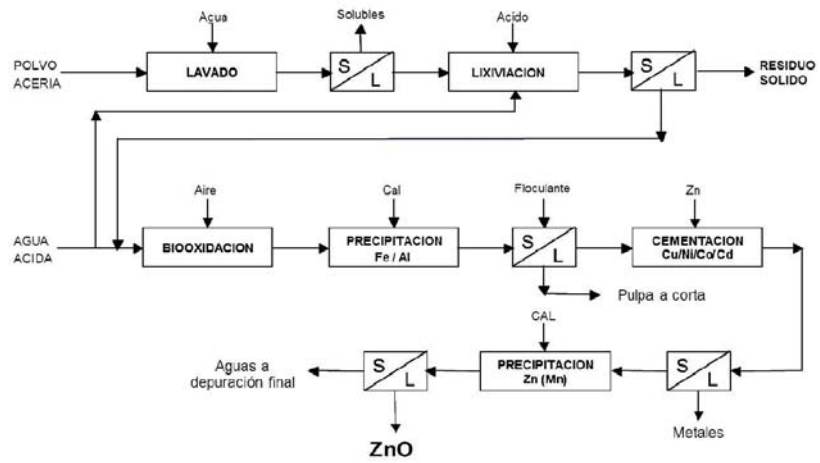 Agua
Solubles
Acido
POLVO
ACERIA
LAVADO
S
L
LIXIVIACION
S
L
RESIDUO
SOLIDO
Aire
Cal
Floculante
Zn
AGUA
ACIDA
BIOOXIDACION
PRECIPITACION
Fe / Al
S
L
CEMENTACION
Cu/Ni/Co/Cd
Pulpa a corta
CAL
Aguas a
depuración final
S
L
PRECIPITACION
Zn (Mn)
S
L
ZnO
Metales